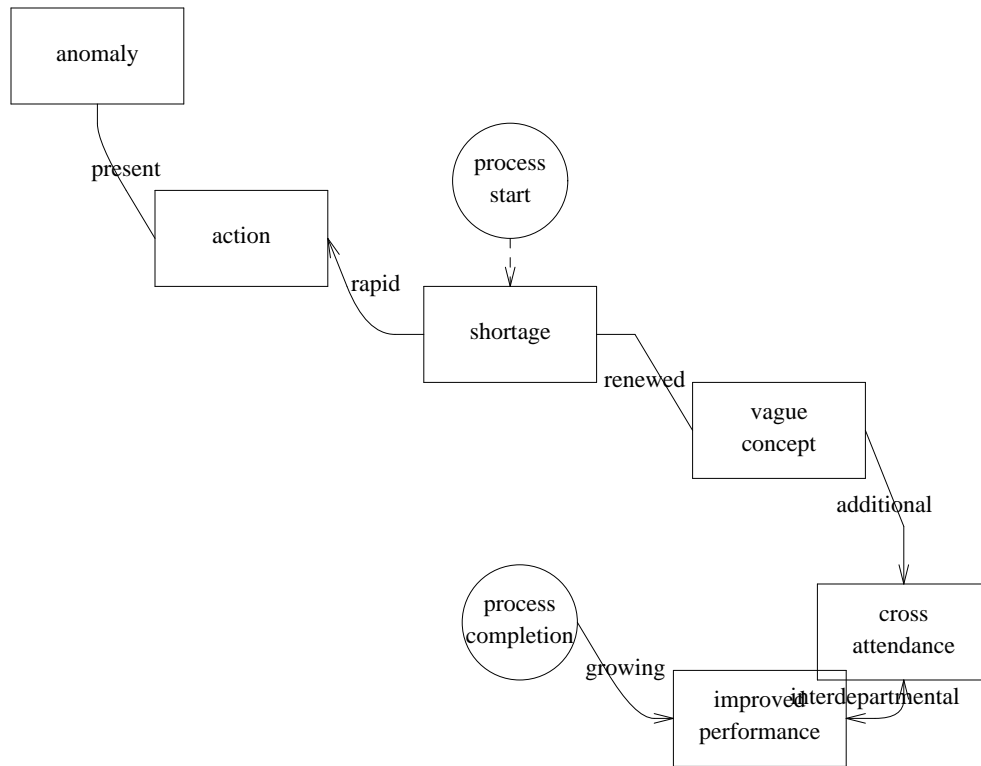 anomaly
present
process
start
action
rapid
shortage
renewed
vague
concept
additional
process
completion
cross
attendance
growing
interdepartmental
improved
performance